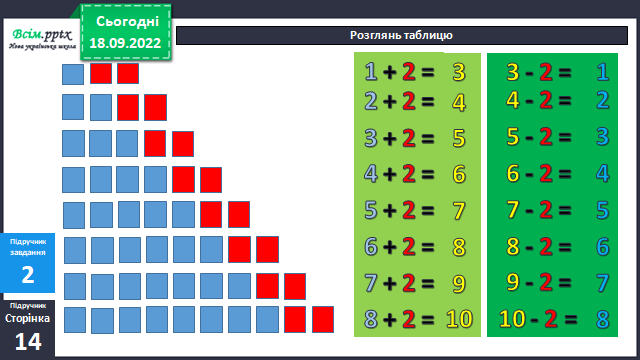 Всім.pptx
Нова українська школа
Сьогодні
18.09.2022
Розглянь таблицю
1 + 2 = 3
2 + 2 = 4
3 + 2 = 5
4 + 2 = 6
5 + 2 = 7
6 + 2 = 8
7 + 2 = 9
8 + 2 = 10
3 - 2 = 1
4 - 2 = 2
5 - 2 = 3
6 - 2 = 4
7 - 2 = 5
8 - 2 = 6
9 - 2 = 7
10 - 2 = 8
Підручник
завдання
2
Підручник
Сторінка
14